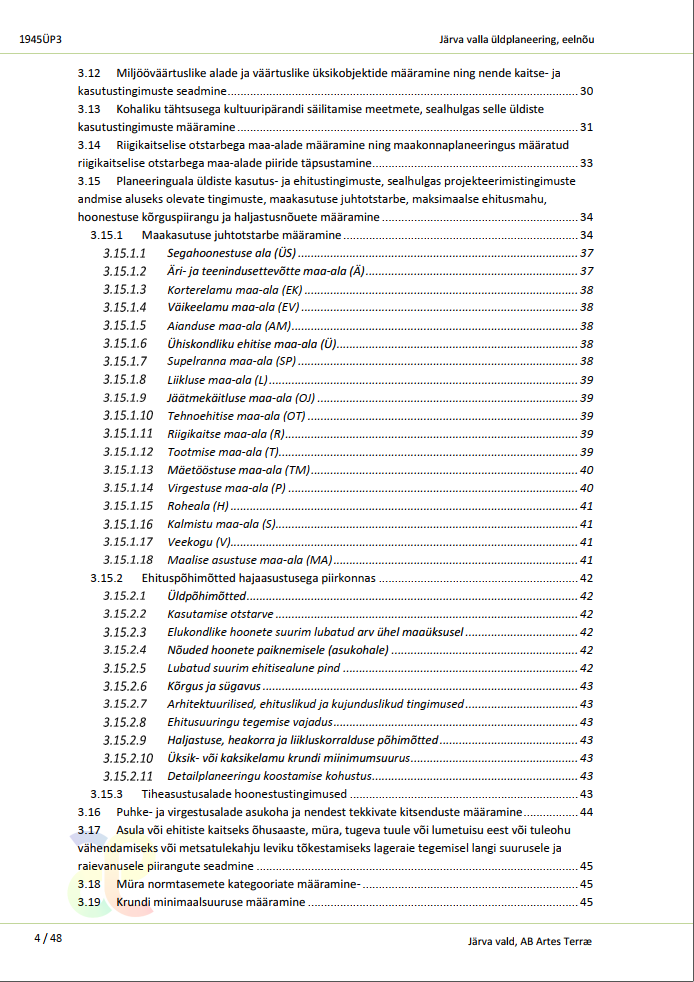 1945ÜP3 Järva valla üldplaneering, eelnõu
3.12 Miljööväärtuslike alade ja väärtuslike üksikobjektide määramine ning nende kaitse- ja
kasutustingimuste seadmine 30
3.13 Kohaliku tähtsusega kultuuripärandi säilitamise meetmete, sealhulgas selle üldiste
kasutustingimuste määramine 31
3.14 Riigikaitselise otstarbega maa-alade määramine ning maakonnaplaneeringus määratud
riigikaitselise otstarbega maa-alade piiride täpsustamine 33
3.15 Planeeringuala üldiste kasutus- ja ehitustingimuste, sealhulgas projekteerimistingimuste
andmise aluseks olevate tingimuste, maakasutuse juhtotstarbe, maksimaalse ehitusmahu,
hoonestuse kõrguspiirangu ja haljastusnõuete määramine 34
3.15.1 Maakasutuse juhtotstarbe määramine 34
3.15.1.1 Segahoonestuse ala (ÜS) 37
3.15.1.2 Äri- ja teenindusettevõtte maa-ala (Ä) 37
3.15.1.3 Korterelamu maa-ala (EK) 38
3.15.1.4 Väikeelamu maa-ala (EV) 38
3.15.1.5 Aianduse maa-ala (AM) 38
3.15.1.6 Ühiskondliku ehitise maa-ala (Ü) 38
3.15.1.7 Supelranna maa-ala (SP) 38
3.15.1.8 Liikluse maa-ala (L) 39
3.15.1.9 Jäätmekäitluse maa-ala (OJ) 39
3.15.1.10 Tehnoehitise maa-ala (OT) 39
3.15.1.11 Riigikaitse maa-ala (R) 39
3.15.1.12 Tootmise maa-ala (T) 39
3.15.1.13 Mäetööstuse maa-ala (TM) 40
3.15.1.14 Virgestuse maa-ala (P) 40
3.15.1.15 Roheala (H) 41
3.15.1.16 Kalmistu maa-ala (S) 41
3.15.1.17 Veekogu (V) 41
3.15.1.18 Maalise asustuse maa-ala (MA) 41
3.15.2 Ehituspõhimõtted hajaasustusega piirkonnas 42
3.15.2.1 Üldpõhimõtted 42
3.15.2.2 Kasutamise otstarve 42
3.15.2.3 Elukondlike hoonete suurim lubatud arv ühel maaüksusel 42
3.15.2.4 Nõuded hoonete paiknemisele (asukohale) 42
3.15.2.5 Lubatud suurim ehitisealune pind 42
3.15.2.6 Kõrgus ja sügavus 43
3.15.2.7 Arhitektuurilised, ehituslikud ja kujunduslikud tingimused 43
3.15.2.8 Ehitusuuringu tegemise vajadus 43
3.15.2.9 Haljastuse, heakorra ja liikluskorralduse põhimõtted 43
3.15.2.10 Üksik- või kaksikelamu krundi miinimumsuurus 43
3.15.2.11 Detailplaneeringu koostamise kohustus 43
3.15.3 Tiheasustusalade hoonestustingimused 43
3.16 Puhke- ja virgestusalade asukoha ja nendest tekkivate kitsenduste määramine 44
3.17 Asula või ehitiste kaitseks õhusaaste, müra, tugeva tuule või lumetuisu eest või tuleohu
vähendamiseks või metsatulekahju leviku tõkestamiseks lageraie tegemisel langi suurusele ja
raievanusele piirangute seadmine 45
3.18 Müra normtasemete kategooriate määramine- 45
3.19 Krundi minimaalsuuruse määramine 45
4 / 48 Järva vald, AB Artes Terræ